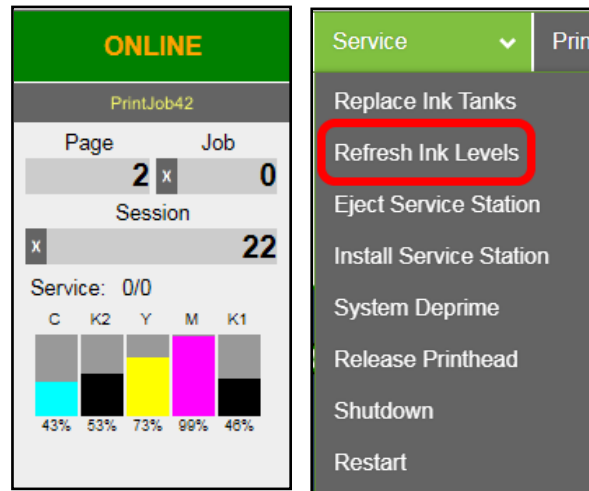 ONLINE
PrintJob42
Page Job
2 x 0
Session
x 22
Service: 0/0
C K2 Y M K1
43% 53% 73% 99% 46%
Service Prin
Replace Ink Tanks
Refresh Ink Levels
Eject Service Station
Install Service Station
System Deprime
Release Printhead
Shutdown
Restart